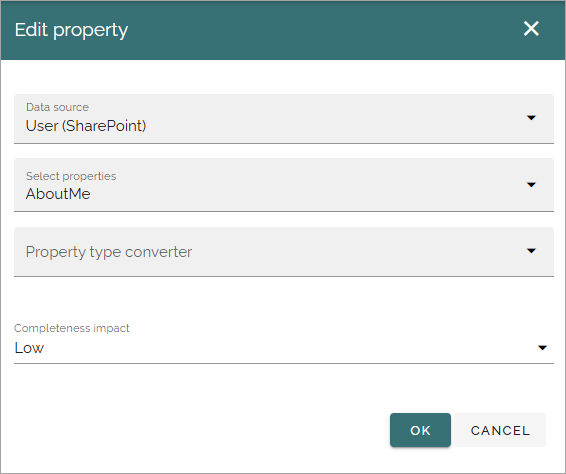 Edit property
Data source
User (SharePoint)
Select properties
AboutMe
Property type converter
Completeness impact
Low
OK CANCEL